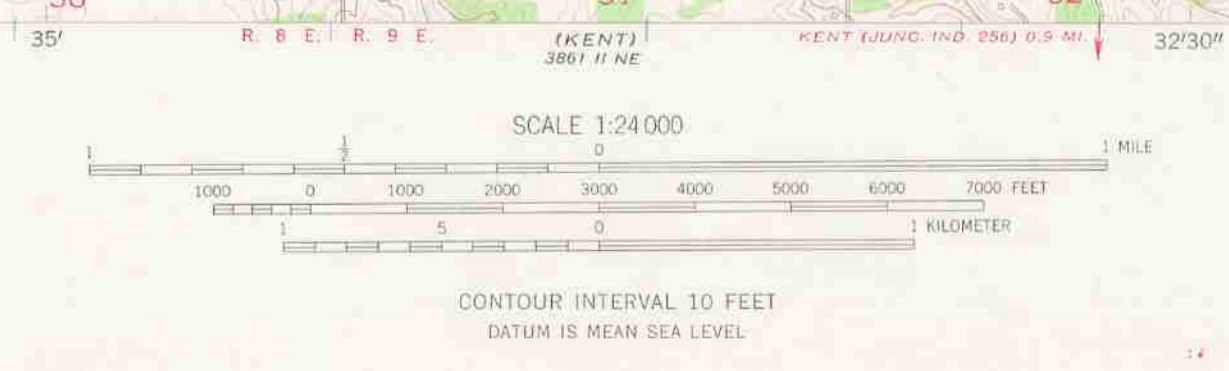 35' R. 8 E. R. 9 E. (KENT) KENT (JUNC. IND. 256) 0.9 MI. 32'30"
3861 II NE
SCALE 1:24 000
1 1/2 0 1 MILE
1000 0 1000 2000 3000 4000 5000 6000 7000 FEET
1 5 0 1 KILOMETER
CONTOUR INTERVAL 10 FEET
DATUM IS MEAN SEA LEVEL